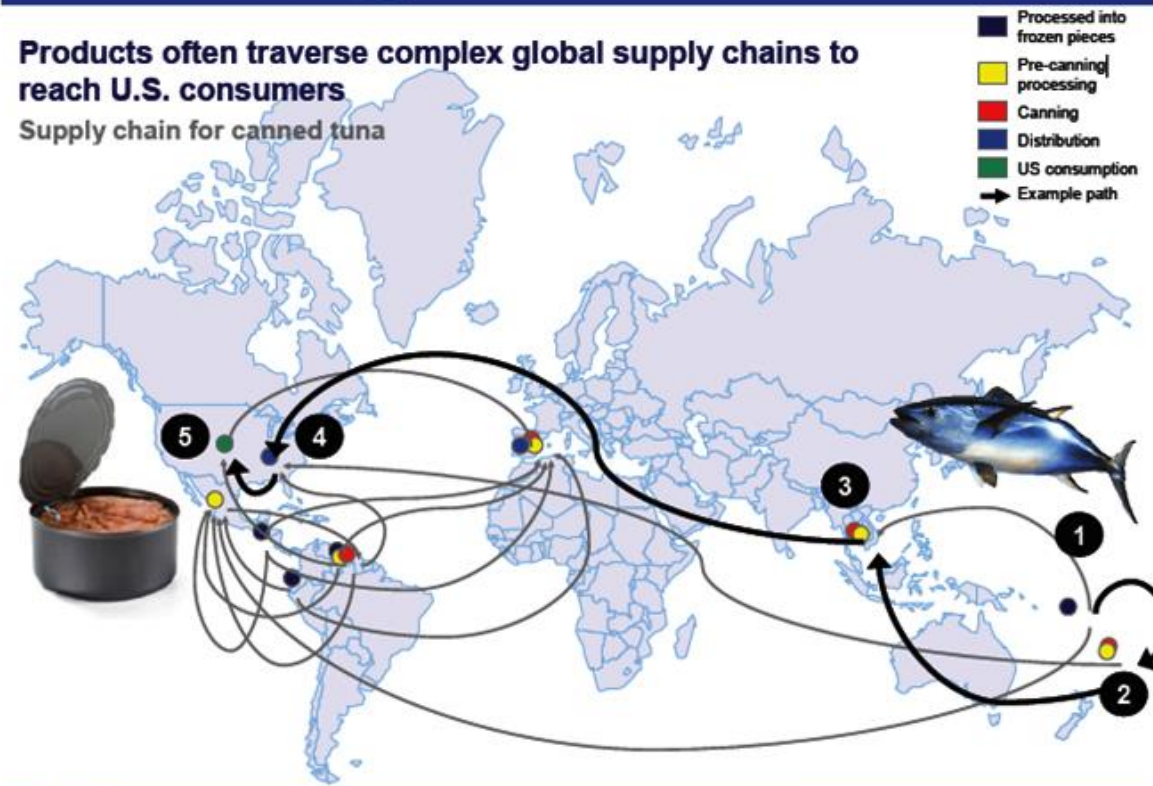 Products often traverse complex global supply chains to
reach U.S. consumers
Supply chain for canned tuna
Processed into
frozen pieces
Pre-canning
processing
Canning
Distribution
US consumption
Example path
5
4
3
1
2